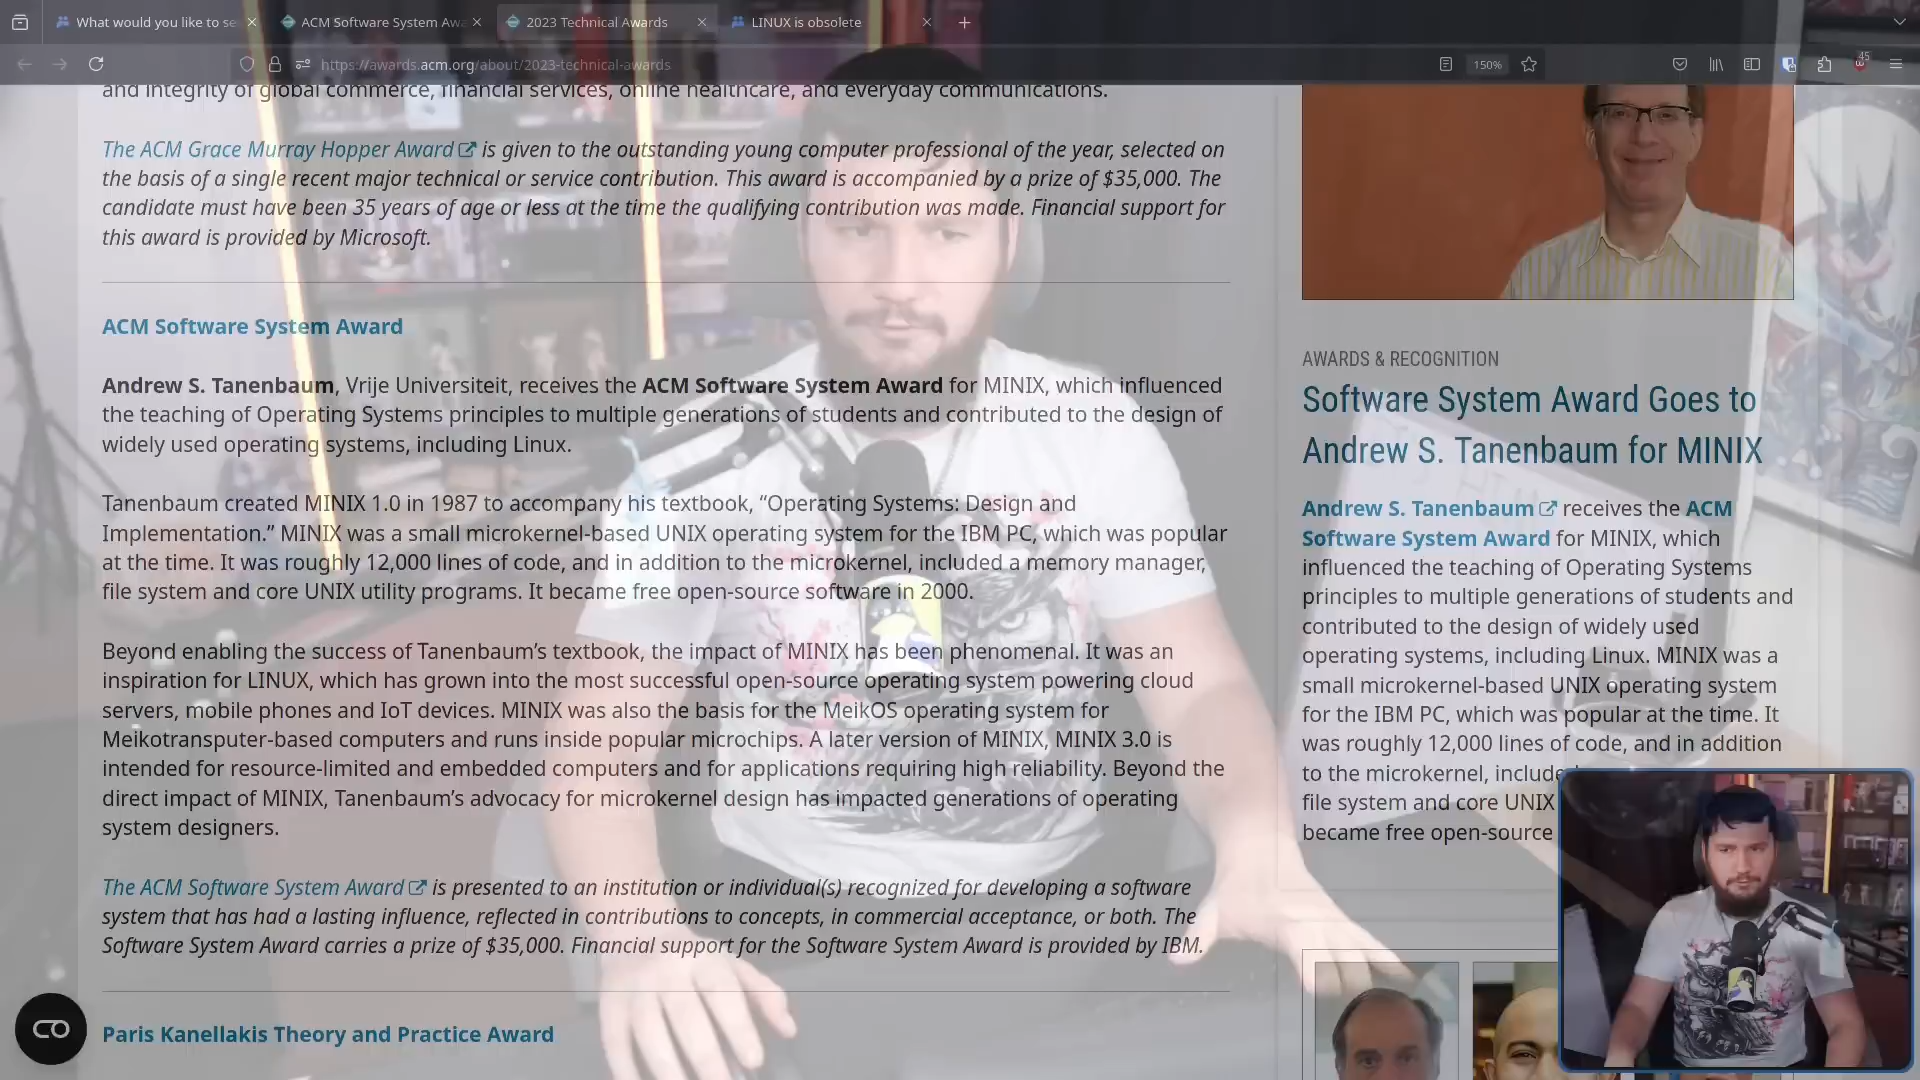 What would you like to se
ACM Software System Awa
2023 Technical Awards
LINUX is obsolete
https://awards.acm.org/about/2023-technical-awards
150%
45
and integrity of global commerce, financial services, online healthcare, and everyday communications.
The ACM Grace Murray Hopper Award is given to the outstanding young computer professional of the year, selected on
the basis of a single recent major technical or service contribution. This award is accompanied by a prize of $35,000. The
candidate must have been 35 years of age or less at the time the qualifying contribution was made. Financial support for
this award is provided by Microsoft.
ACM Software System Award
Andrew S. Tanenbaum, Vrije Universiteit, receives the ACM Software System Award for MINIX, which influenced
the teaching of Operating Systems principles to multiple generations of students and contributed to the design of
widely used operating systems, including Linux.
Tanenbaum created MINIX 1.0 in 1987 to accompany his textbook, “Operating Systems: Design and
Implementation.” MINIX was a small microkernel-based UNIX operating system for the IBM PC, which was popular
at the time. It was roughly 12,000 lines of code, and in addition to the microkernel, included a memory manager,
file system and core UNIX utility programs. It became free open-source software in 2000.
Beyond enabling the success of Tanenbaum’s textbook, the impact of MINIX has been phenomenal. It was an
inspiration for LINUX, which has grown into the most successful open-source operating system powering cloud
servers, mobile phones and IoT devices. MINIX was also the basis for the MeikOS operating system for
Meikotransputer-based computers and runs inside popular microchips. A later version of MINIX, MINIX 3.0 is
intended for resource-limited and embedded computers and for applications requiring high reliability. Beyond the
direct impact of MINIX, Tanenbaum’s advocacy for microkernel design has impacted generations of operating
system designers.
The ACM Software System Award is presented to an institution or individual(s) recognized for developing a software
system that has had a lasting influence, reflected in contributions to concepts, in commercial acceptance, or both. The
Software System Award carries a prize of $35,000. Financial support for the Software System Award is provided by IBM.
Paris Kanellakis Theory and Practice Award
AWARDS & RECOGNITION
Software System Award Goes to
Andrew S. Tanenbaum for MINIX
Andrew S. Tanenbaum receives the ACM
Software System Award for MINIX, which
influenced the teaching of Operating Systems
principles to multiple generations of students and
contributed to the design of widely used
operating systems, including Linux. MINIX was a
small microkernel-based UNIX operating system
for the IBM PC, which was popular at the time. It
was roughly 12,000 lines of code, and in addition
to the microkernel, include
file system and core UNIX
became free open-source